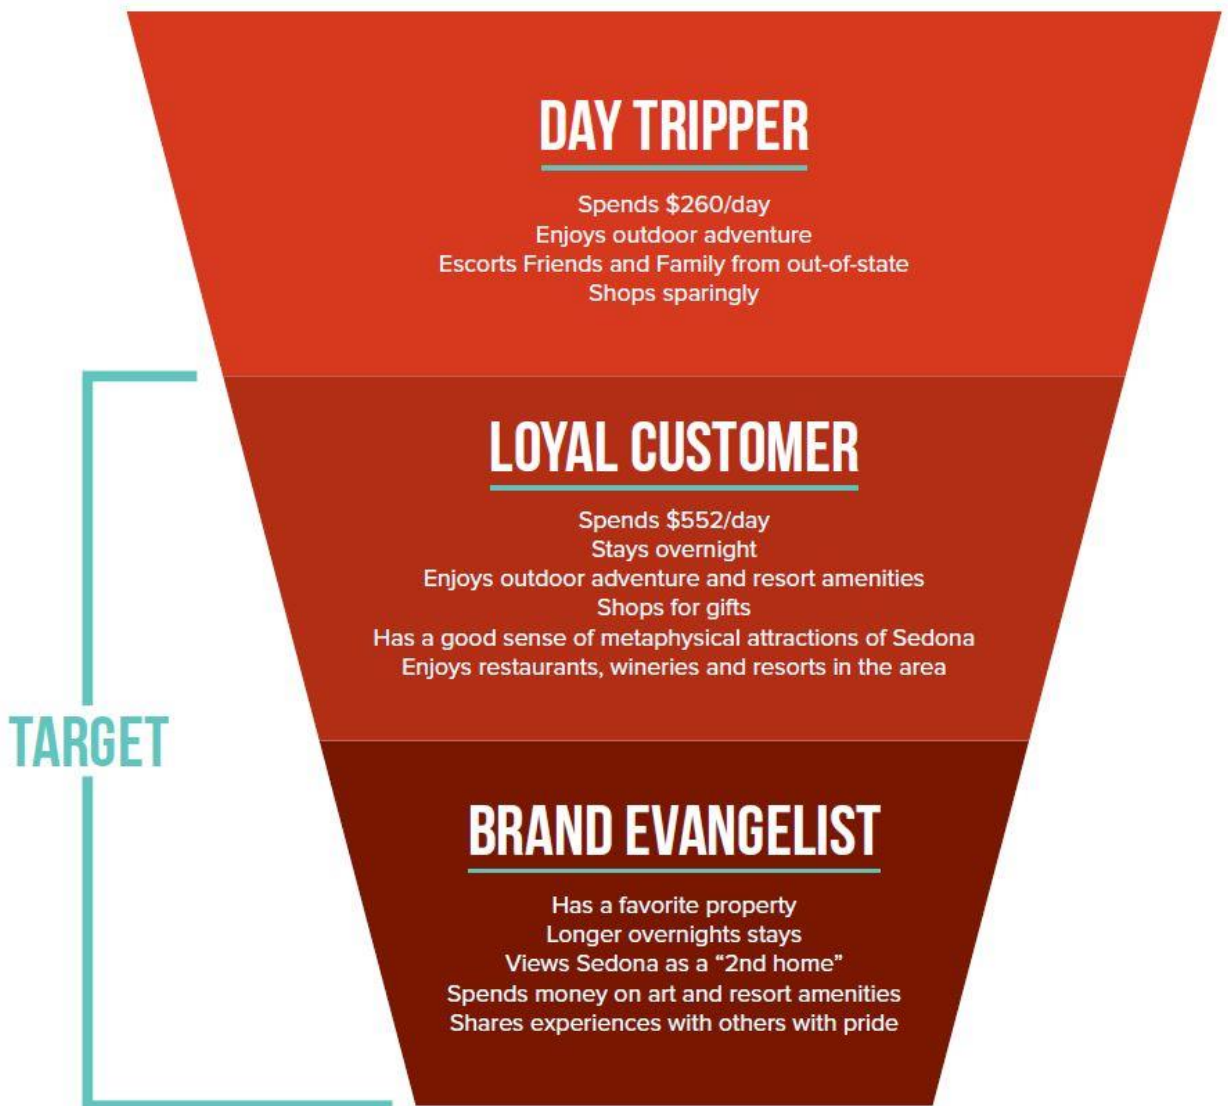 DAY TRIPPER
Spends $260/day
Enjoys outdoor adventure
Escorts Friends and Family from out-of-state
Shops sparingly
LOYAL CUSTOMER
Spends $552/day
Stays overnight
Enjoys outdoor adventure and resort amenities
Shops for gifts
Has a good sense of metaphysical attractions of Sedona
Enjoys restaurants, wineries and resorts in the area
TARGET
BRAND EVANGELIST
Has a favorite property
Longer overnights stays
Views Sedona as a “2nd home”
Spends money on art and resort amenities
Shares experiences with others with pride